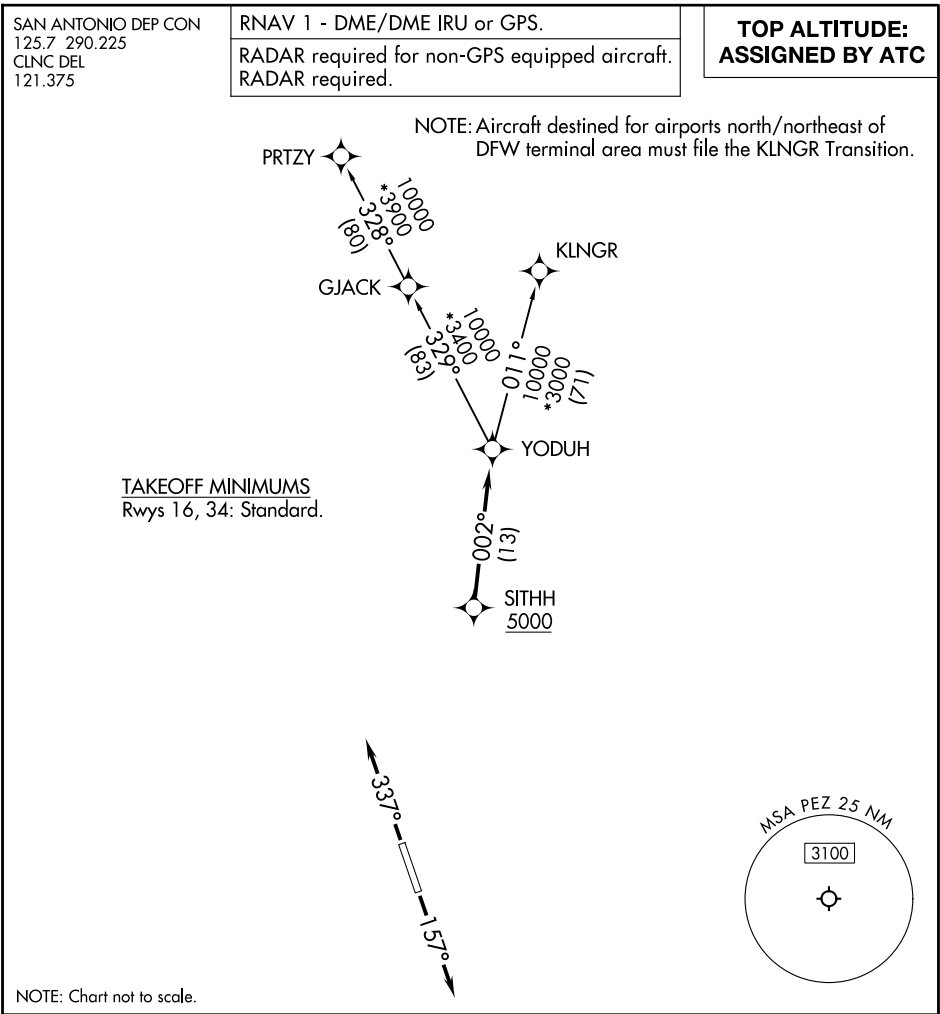 SAN ANTONIO DEP CON
125.7 290.225
CLNC DEL
121.375
RNAV 1 - DME/DME IRU or GPS.
RADAR required for non-GPS equipped aircraft.
RADAR required.
TOP ALTITUDE:
ASSIGNED BY ATC
NOTE: Aircraft destined for airports north/northeast of
DFW terminal area must file the KLNGR Transition.
PRTZY
10000
*3900
328°
(80)
KLNGR
GJACK
10000
*3400
329°
(83)
011°
10000
*3000
(71)
YODUH
TAKEOFF MINIMUMS
Rwys 16, 34: Standard.
002°
(13)
SITHH
5000
337°
157°
MSA PEZ 25 NM
3100
NOTE: Chart not to scale.